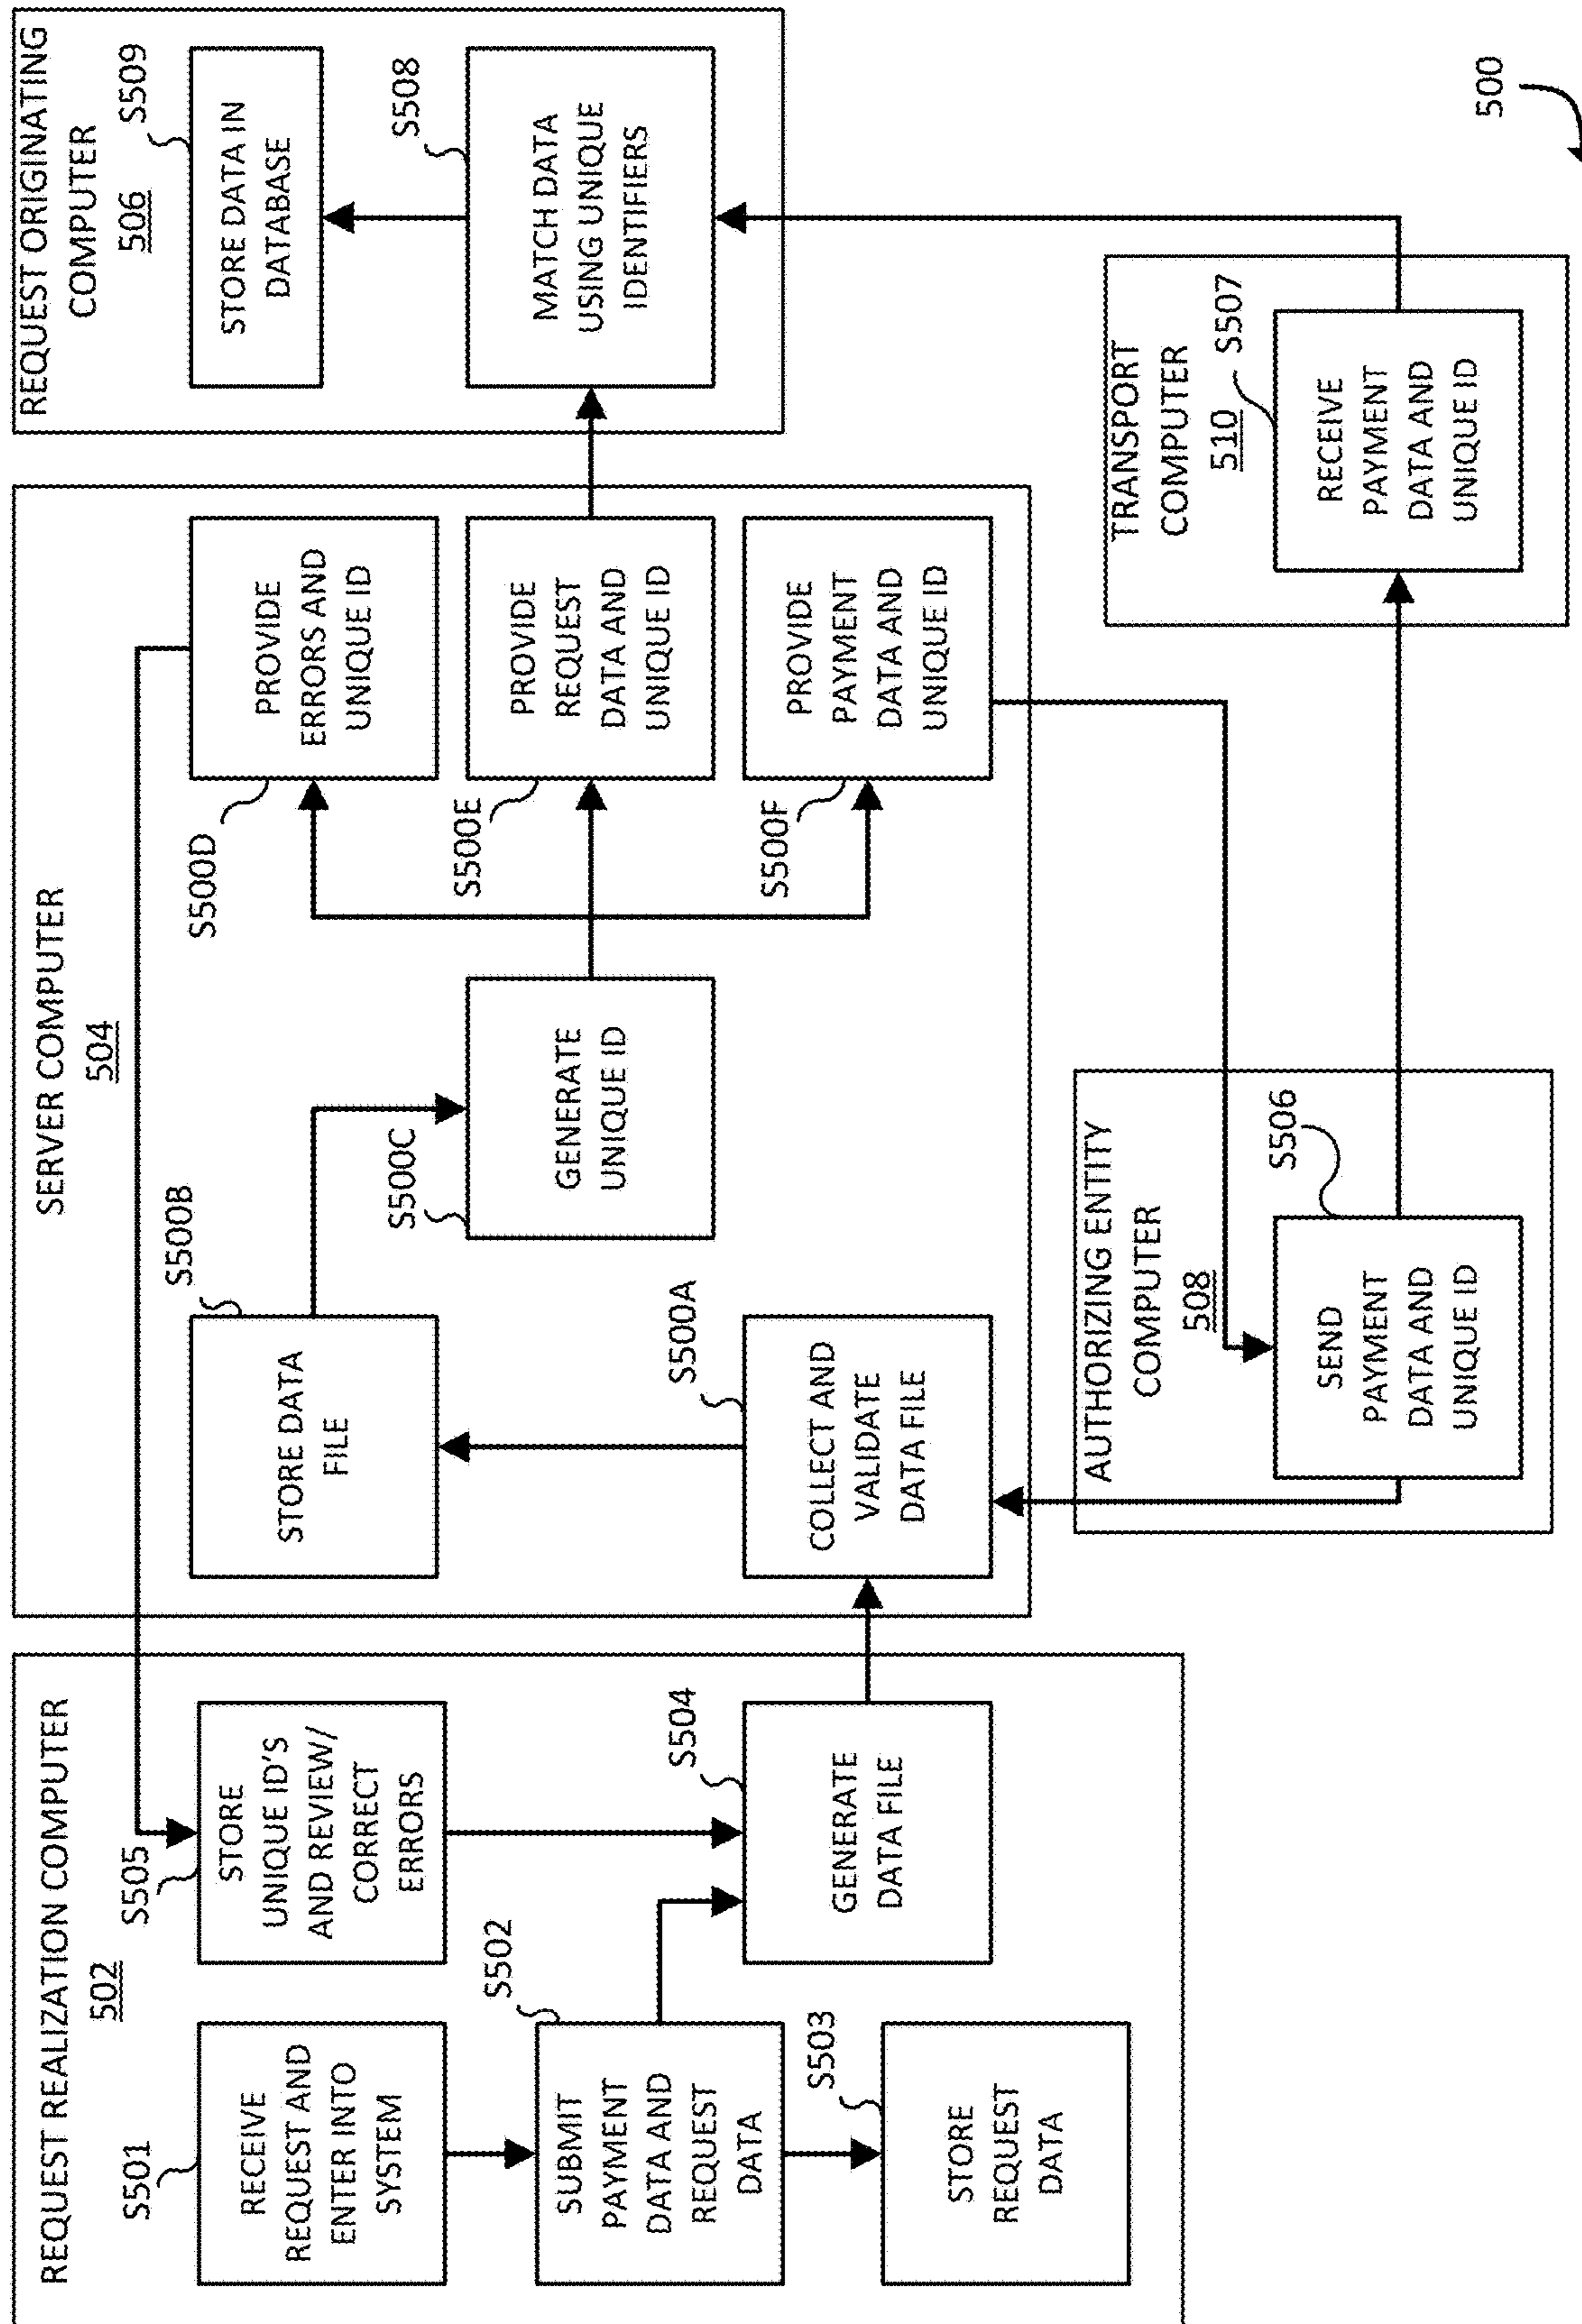 REQUEST REALIZATION COMPUTER
502
S501
RECEIVE
REQUEST AND
ENTER INTO
SYSTEM
S502
SUBMIT
PAYMENT
DATA AND
REQUEST
DATA
S503
STORE
REQUEST
DATA
S505
STORE
UNIQUE ID'S
AND REVIEW/
CORRECT
ERRORS
S504
GENERATE
DATA FILE
SERVER COMPUTER
504
S500B
STORE DATA
FILE
S500A
COLLECT AND
VALIDATE
DATA FILE
S500C
GENERATE
UNIQUE ID
S500D
PROVIDE
ERRORS AND
UNIQUE ID
S500E
PROVIDE
REQUEST
DATA AND
UNIQUE ID
S500F
PROVIDE
PAYMENT
DATA AND
UNIQUE ID
REQUEST ORIGINATING
COMPUTER
506
S509
STORE DATA IN
DATABASE
S508
MATCH DATA
USING UNIQUE
IDENTIFIERS
AUTHORIZING ENTITY
COMPUTER
508
S506
SEND
PAYMENT
DATA AND
UNIQUE ID
TRANSPORT
COMPUTER
510
S507
RECEIVE
PAYMENT
DATA AND
UNIQUE ID
500